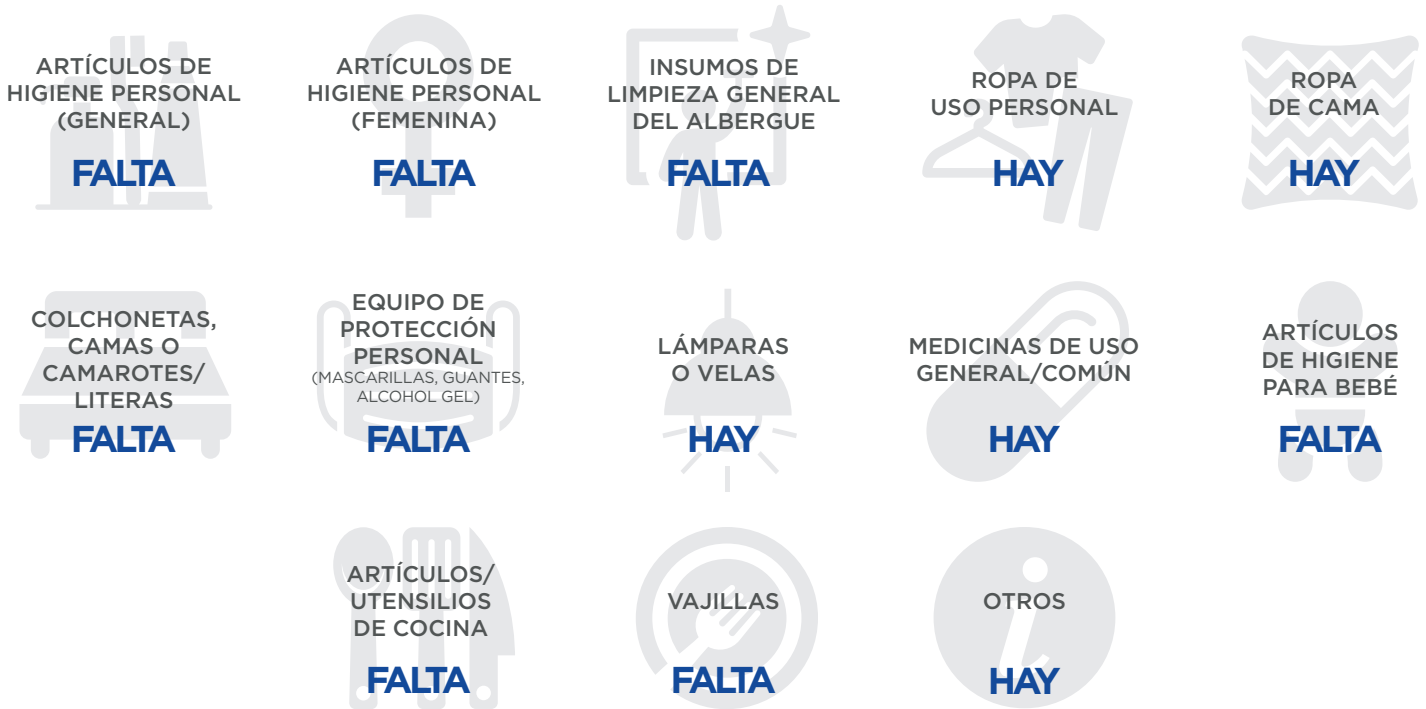 ARTÍCULOS DE
HIGIENE PERSONAL
(GENERAL)
FALTA
ARTÍCULOS DE
HIGIENE PERSONAL
(FEMENINA)
FALTA
INSUMOS DE
LIMPIEZA GENERAL
DEL ALBERGUE
FALTA
ROPA DE
USO PERSONAL
HAY
ROPA
DE CAMA
HAY
COLCHONETAS,
CAMAS O
CAMAROTES/
LITERAS
FALTA
EQUIPO DE
PROTECCIÓN
PERSONAL
(MASCARILLAS, GUANTES,
ALCOHOL GEL)
FALTA
LÁMPARAS
O VELAS
HAY
MEDICINAS DE USO
GENERAL/COMÚN
HAY
ARTÍCULOS
DE HIGIENE
PARA BEBÉ
FALTA
ARTÍCULOS/
UTENSILIOS
DE COCINA
FALTA
VAJILLAS
FALTA
OTROS
HAY